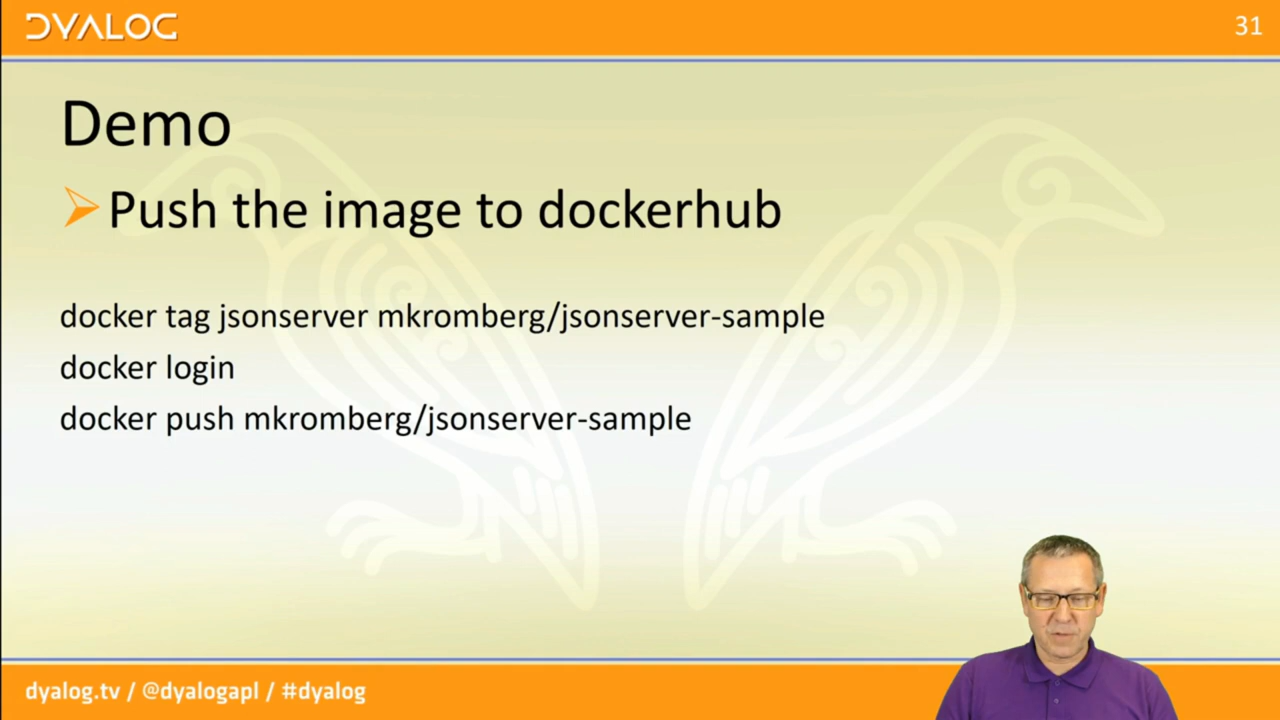 DYALOG
31
Demo
Push the image to dockerhub
docker tag jsonserver mkromberg/jsonserver-sample
docker login
docker push mkromberg/jsonserver-sample
dyalog.tv / @dyalogapl / #dyalog